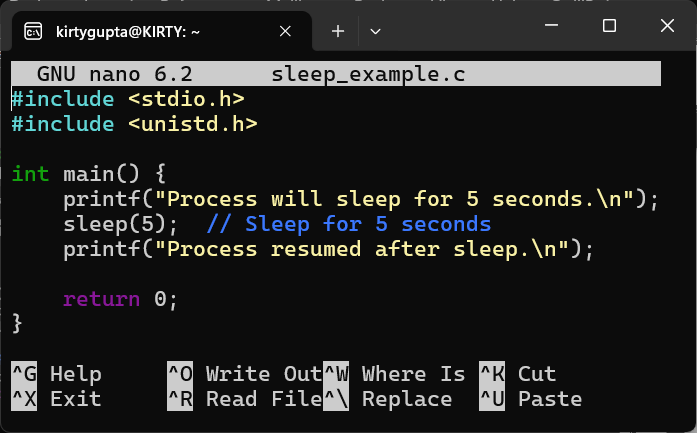 kirtygupta@KIRTY: ~
GNU nano 6.2 sleep_example.c
#include <stdio.h>
#include <unistd.h>
int main() {
    printf("Process will sleep for 5 seconds.\n");
    sleep(5);  // Sleep for 5 seconds
    printf("Process resumed after sleep.\n");
    return 0;
}
^G Help ^O Write Out ^W Where Is ^K Cut
^X Exit ^R Read File ^\ Replace ^U Paste